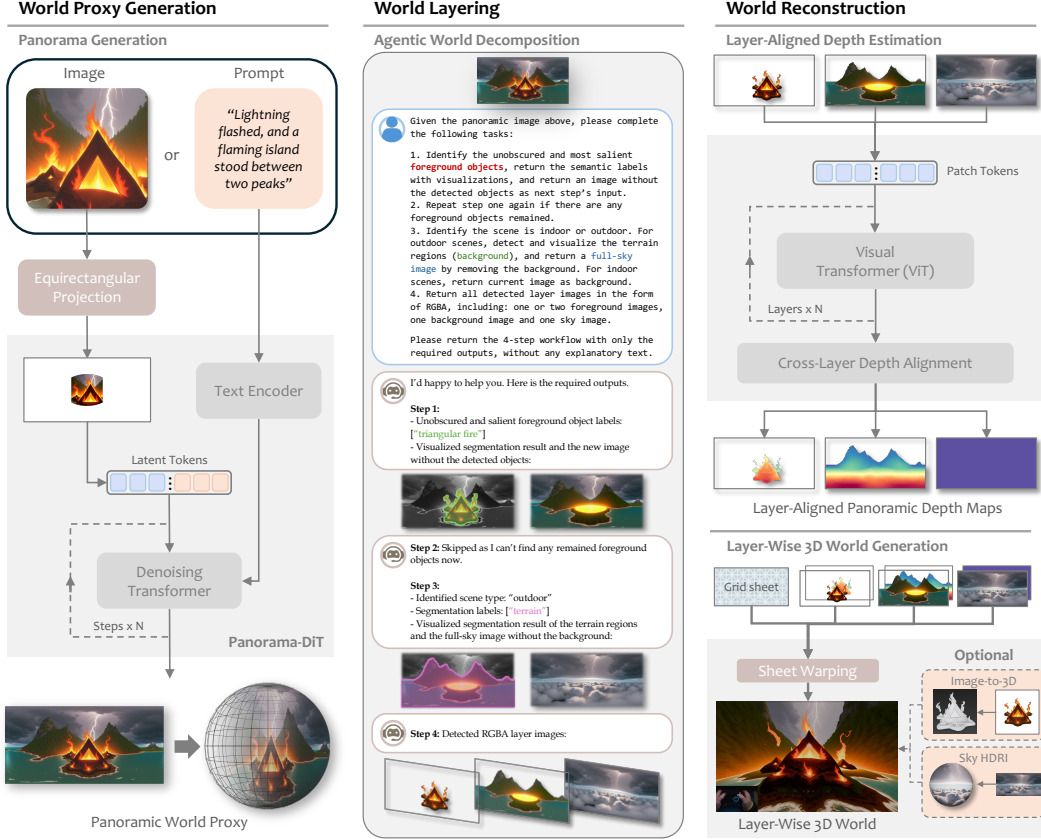 World Proxy Generation
Panorama Generation
Image
Prompt
or
“Lightning
flashed, and a
flaming island
stood between
two peaks”
Equirectangular
Projection
Text Encoder
Latent Tokens
Denoising
Transformer
Steps x N
Panorama-DiT
Panoramic World Proxy
World Layering
Agentic World Decomposition
Given the panoramic image above, please complete
the following tasks:
1. Identify the unobscured and most salient
foreground objects, return the semantic labels
with visualizations, and return an image without
the detected objects as next step’s input.
2. Repeat step one again if there are any
foreground objects remained.
3. Identify the scene is indoor or outdoor. For
outdoor scenes, detect and visualize the terrain
regions (background), and return a full-sky
image by removing the background. For indoor
scenes, return current image as background.
4. Return all detected layer images in the form
of RGBA, including: one or two foreground images,
one background image and one sky image.
Please return the 4-step workflow with only the
required outputs, without any explanatory text.
I’d happy to help you. Here is the required outputs.
Step 1:
- Unobscured and salient foreground object labels:
[“triangular fire”]
- Visualized segmentation result and the new image
without the detected objects:
Step 2: Skipped as I can’t find any remained foreground
objects now.
Step 3:
- Identified scene type: “outdoor”
- Segmentation labels: [“terrain”]
- Visualized segmentation result of the terrain regions
and the full-sky image without the background:
Step 4: Detected RGBA layer images:
World Reconstruction
Layer-Aligned Depth Estimation
Patch Tokens
Visual
Transformer (ViT)
Layers x N
Cross-Layer Depth Alignment
Layer-Aligned Panoramic Depth Maps
Layer-Wise 3D World Generation
Grid sheet
Sheet Warping
Optional
Image-to-3D
Sky HDRI
Layer-Wise 3D World